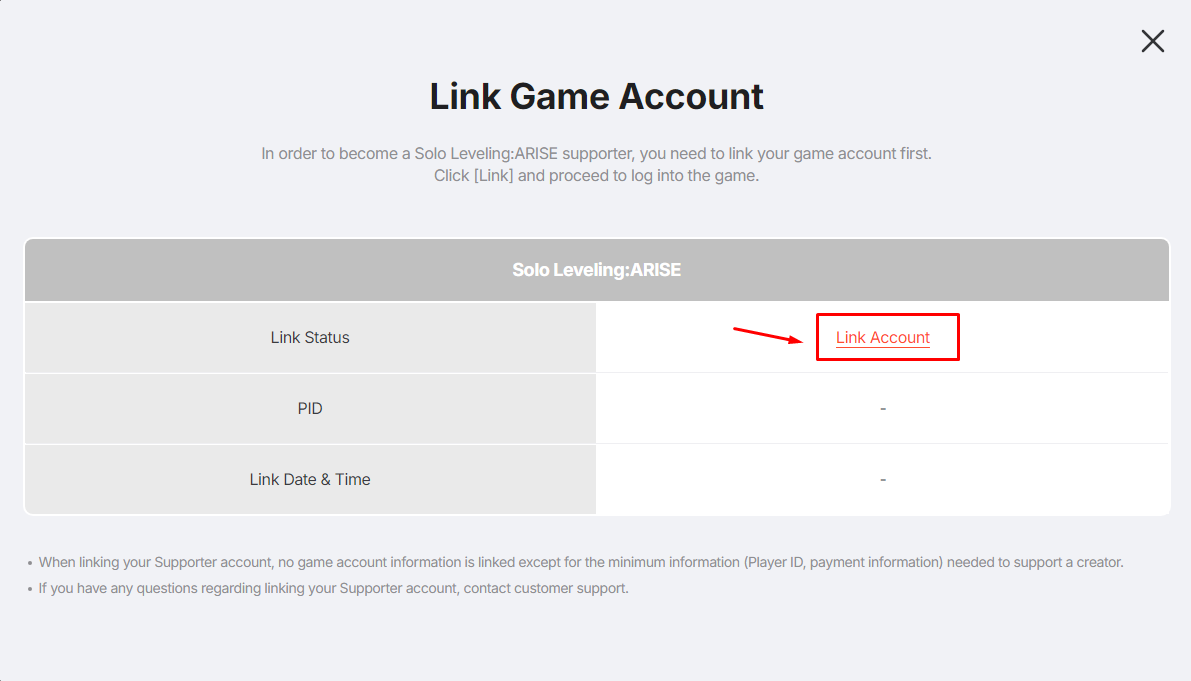 Link Game Account
In order to become a Solo Leveling:ARISE supporter, you need to link your game account first.
Click [Link] and proceed to log into the game.
Solo Leveling:ARISE
Link Status
Link Account
PID
-
Link Date & Time
-
• When linking your Supporter account, no game account information is linked except for the minimum information (Player ID, payment information) needed to support a creator.
• If you have any questions regarding linking your Supporter account, contact customer support.